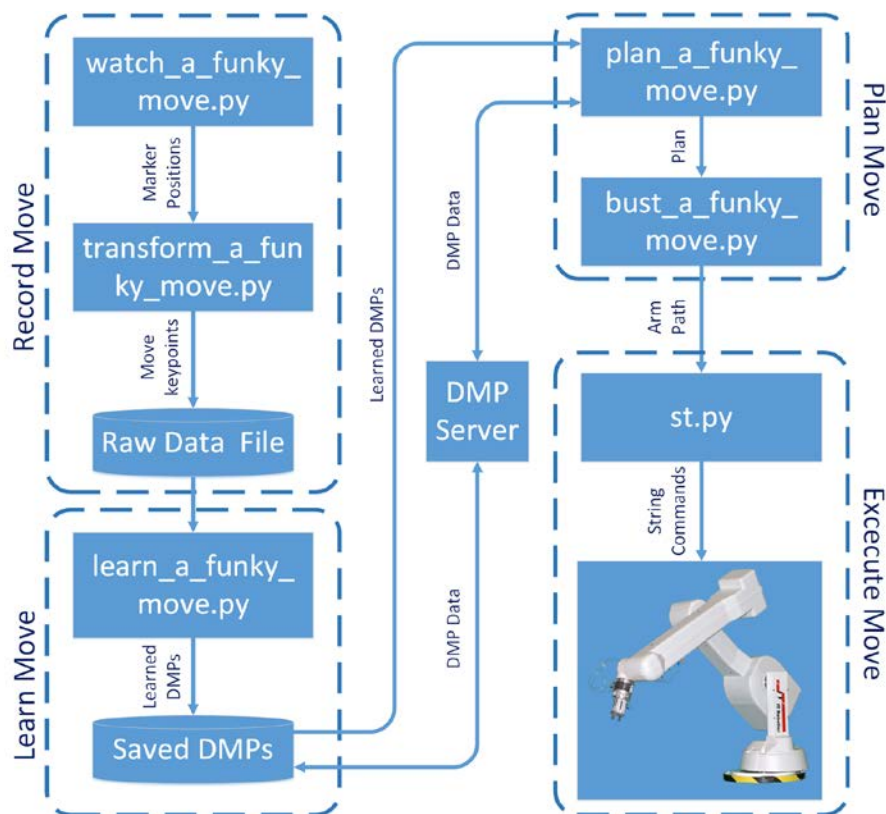 Record Move
watch_a_funky_
move.py
Marker
Positions
transform_a_fun
ky_move.py
Move
keypoints
Raw Data File
Learn Move
learn_a_funky_
move.py
Learned
DMPs
Saved DMPs
Learned DMPs
DMP Data
DMP
Server
DMP Data
Plan Move
plan_a_funky_
move.py
Plan
bust_a_funky_
move.py
Arm
Path
Excecute Move
st.py
String
Commands